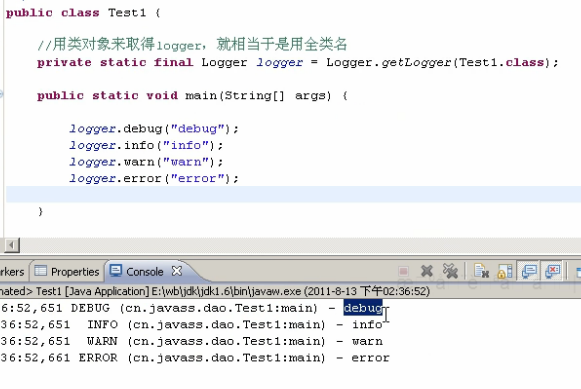 public class Test1 {
//用类对象来取得logger，就相当于是用全类名
private static final Logger logger = Logger.getLogger(Test1.class);
public static void main(String[] args) {
logger.debug("debug");
logger.info("info");
logger.warn("warn");
logger.error("error");
}
rkers Properties Console
nated> Test1 [Java Application] E:\wb\jdk\jdk1.6\bin\javaw.exe (2011-8-13 下午02:36:52)
6:52,651 DEBUG (cn.javass.dao.Test1:main) - debug
36:52,651 INFO (cn.javass.dao.Test1:main) - info
36:52,651 WARN (cn.javass.dao.Test1:main) - warn
36:52,661 ERROR (cn.javass.dao.Test1:main) - error